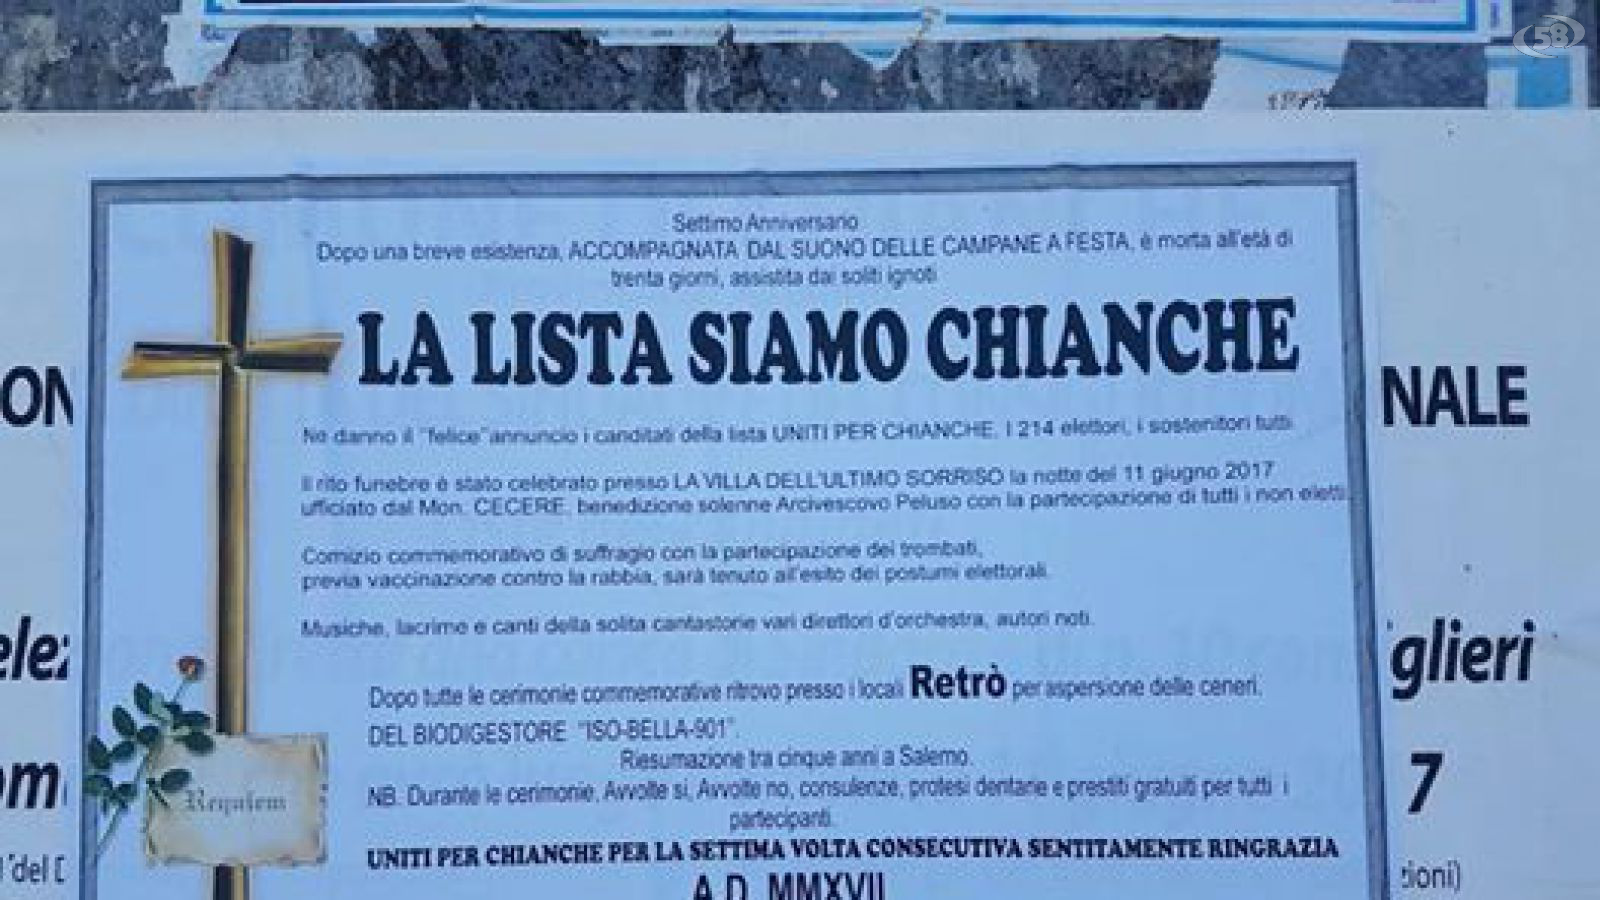 58
Settimo Anniversario
Dopo una breve esistenza, ACCOMPAGNATA DAL SUONO DELLE CAMPANE A FESTA, è morta all'età di
trenta giorni, assistita dai soliti ignoti
LA LISTA SIAMO CHIANCHE
ON
NALE
Ne danno il "felice" annuncio i canditati della lista UNITI PER CHIANCHE, I 214 elettori, i sostenitori tutti
Il rito funebre è stato celebrato presso LA VILLA DELL'ULTIMO SORRISO la notte del 11 giugno 2017
ufficiato dal Mon. CECERE, benedizione solenne Arcivescovo Peluso con la partecipazione di tutti i non eletti.
Comizio commemorativo di suffragio con la partecipazione dei trombati,
previa vaccinazione contro la rabbia, sarà tenuto all'esito dei postumi elettorali.
Musiche, lacrime e canti della solita cantastorie vari direttori d'orchestra, autori noti.
elez
glieri
Dopo tutte le cerimonie commemorative ritrovo presso i locali Retrò per aspersione delle ceneri.
DEL BIODIGESTORE "ISO-BELLA-901".
Riesumazione tra cinque anni a Salerno.
NB. Durante le cerimonie, Avvolte si, Avvolte no, consulenze, protesi dentarie e prestiti gratuiti per tutti i
partecipanti.
om
7
Requiem
UNITI PER CHIANCHE PER LA SETTIMA VOLTA CONSECUTIVA SENTITAMENTE RINGRAZIA
A.D. MMXVII
del D
zioni)